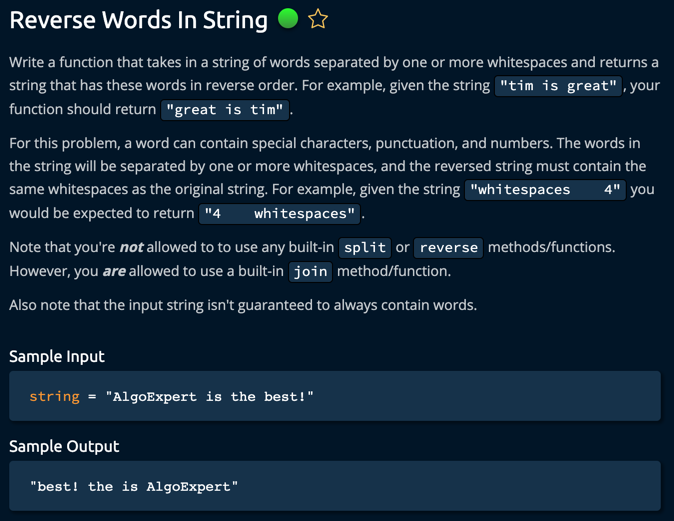 Reverse Words In String
Write a function that takes in a string of words separated by one or more whitespaces and returns a
string that has these words in reverse order. For example, given the string "tim is great", your
function should return "great is tim".
For this problem, a word can contain special characters, punctuation, and numbers. The words in
the string will be separated by one or more whitespaces, and the reversed string must contain the
same whitespaces as the original string. For example, given the string "whitespaces    4" you
would be expected to return "4    whitespaces".
Note that you're not allowed to to use any built-in split or reverse methods/functions.
However, you are allowed to use a built-in join method/function.
Also note that the input string isn't guaranteed to always contain words.
Sample Input
string = "AlgoExpert is the best!"
Sample Output
"best! the is AlgoExpert"